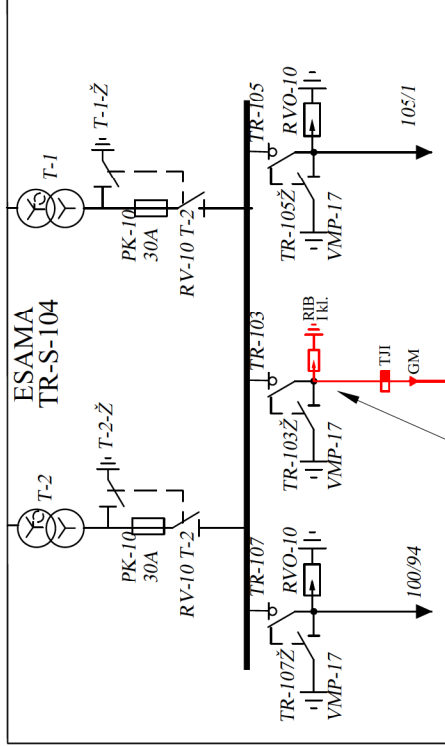 ESAMA
TR-S-104
T-2
T-2-Ž
PK-10
30A
RV-10 T-2
T-1
T-1-Ž
PK-10
30A
RV-10 T-2
TR-107
TR-107Ž
VMP-17
RVO-10
100/94
TR-103
TR-103Ž
VMP-17
RIB
I kl.
TJI
GM
TR-105
TR-105Ž
VMP-17
RVO-10
105/1